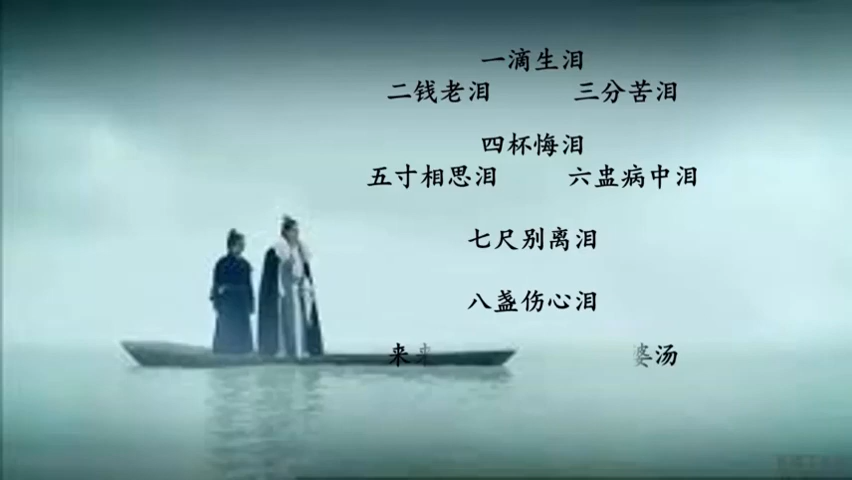 一滴生泪
二钱老泪 三分苦泪
四杯悔泪
五寸相思泪 六盅病中泪
七尺别离泪
八盏伤心泪
来 婆汤